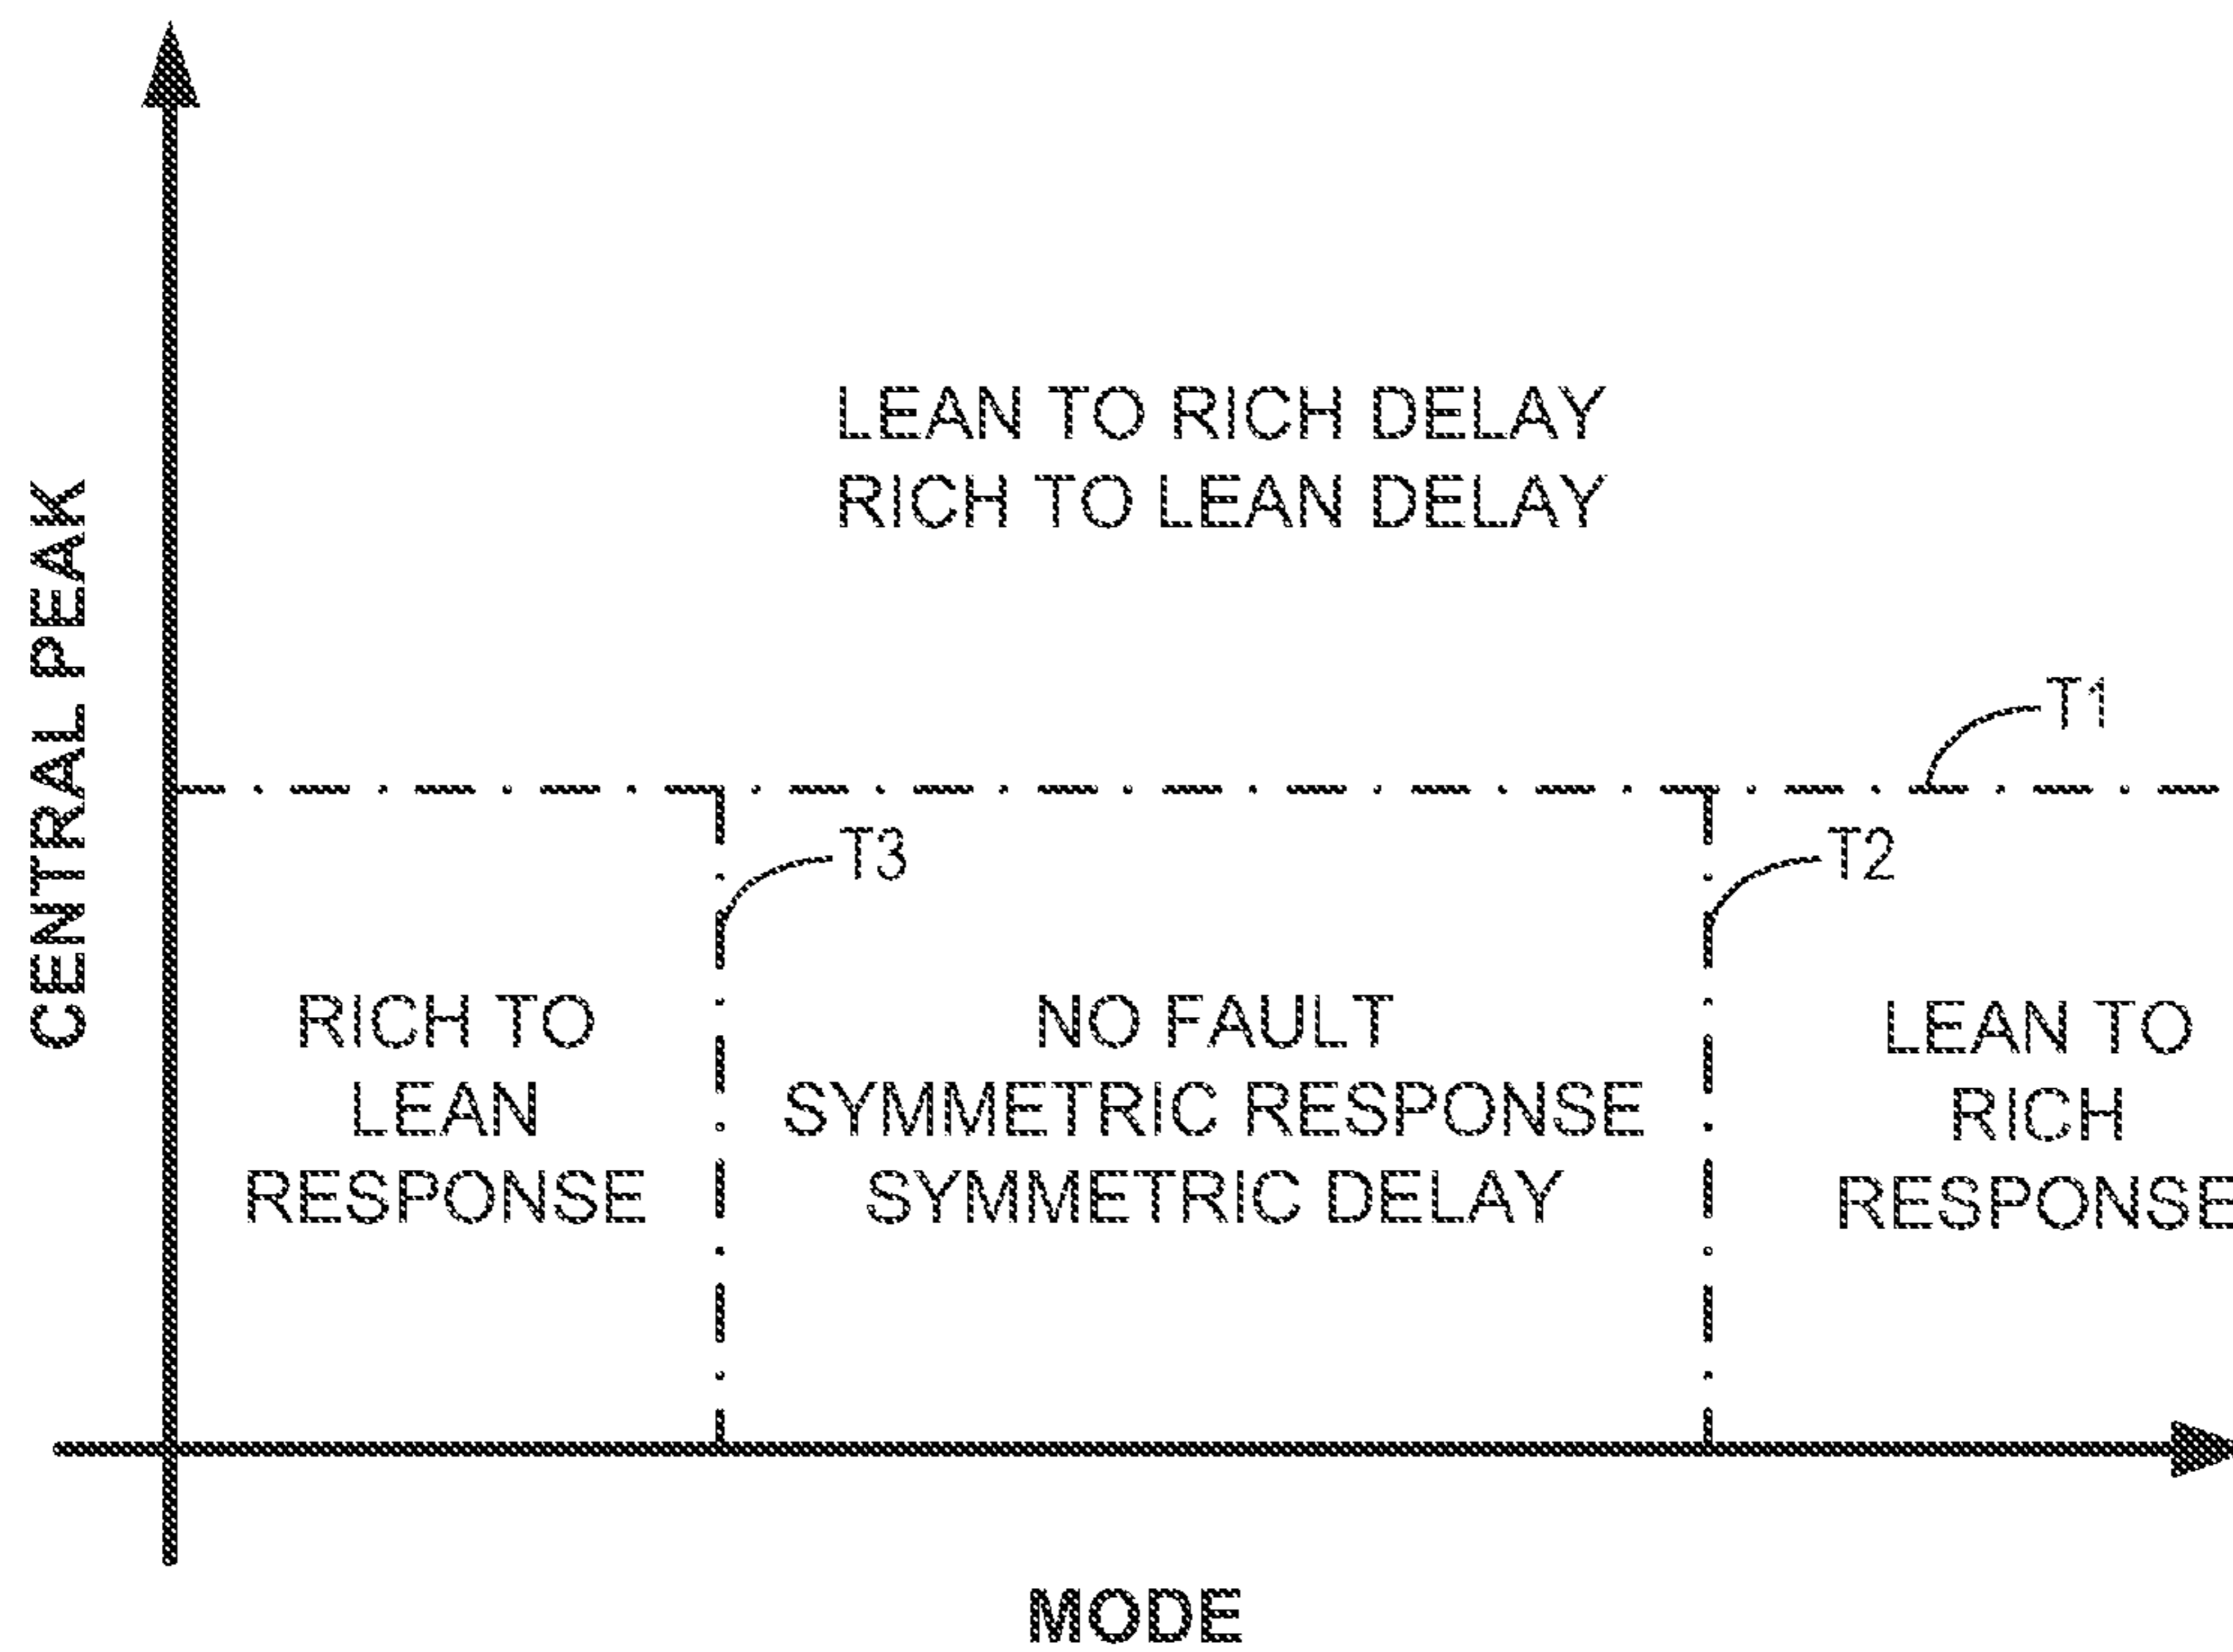 LEAN TO RICH DELAY
RICH TO LEAN DELAY
CENTRAL PEAK
T1
T3
T2
RICH TO
LEAN
RESPONSE
NO FAULT
SYMMETRIC RESPONSE
SYMMETRIC DELAY
LEAN TO
RICH
RESPONSE
MODE